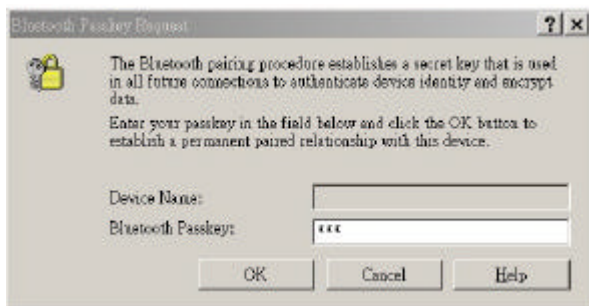 Bluetooth Passkey Request
The Bluetooth pairing procedure establishes a secret key that is used
in all future connections to authenticate device identity and encrypt
data.
Enter your passkey in the field below and click the OK button to
establish a permanent paired relationship with this device.
Device Name:
Bluetooth Passkey: ***
OK Cancel Help